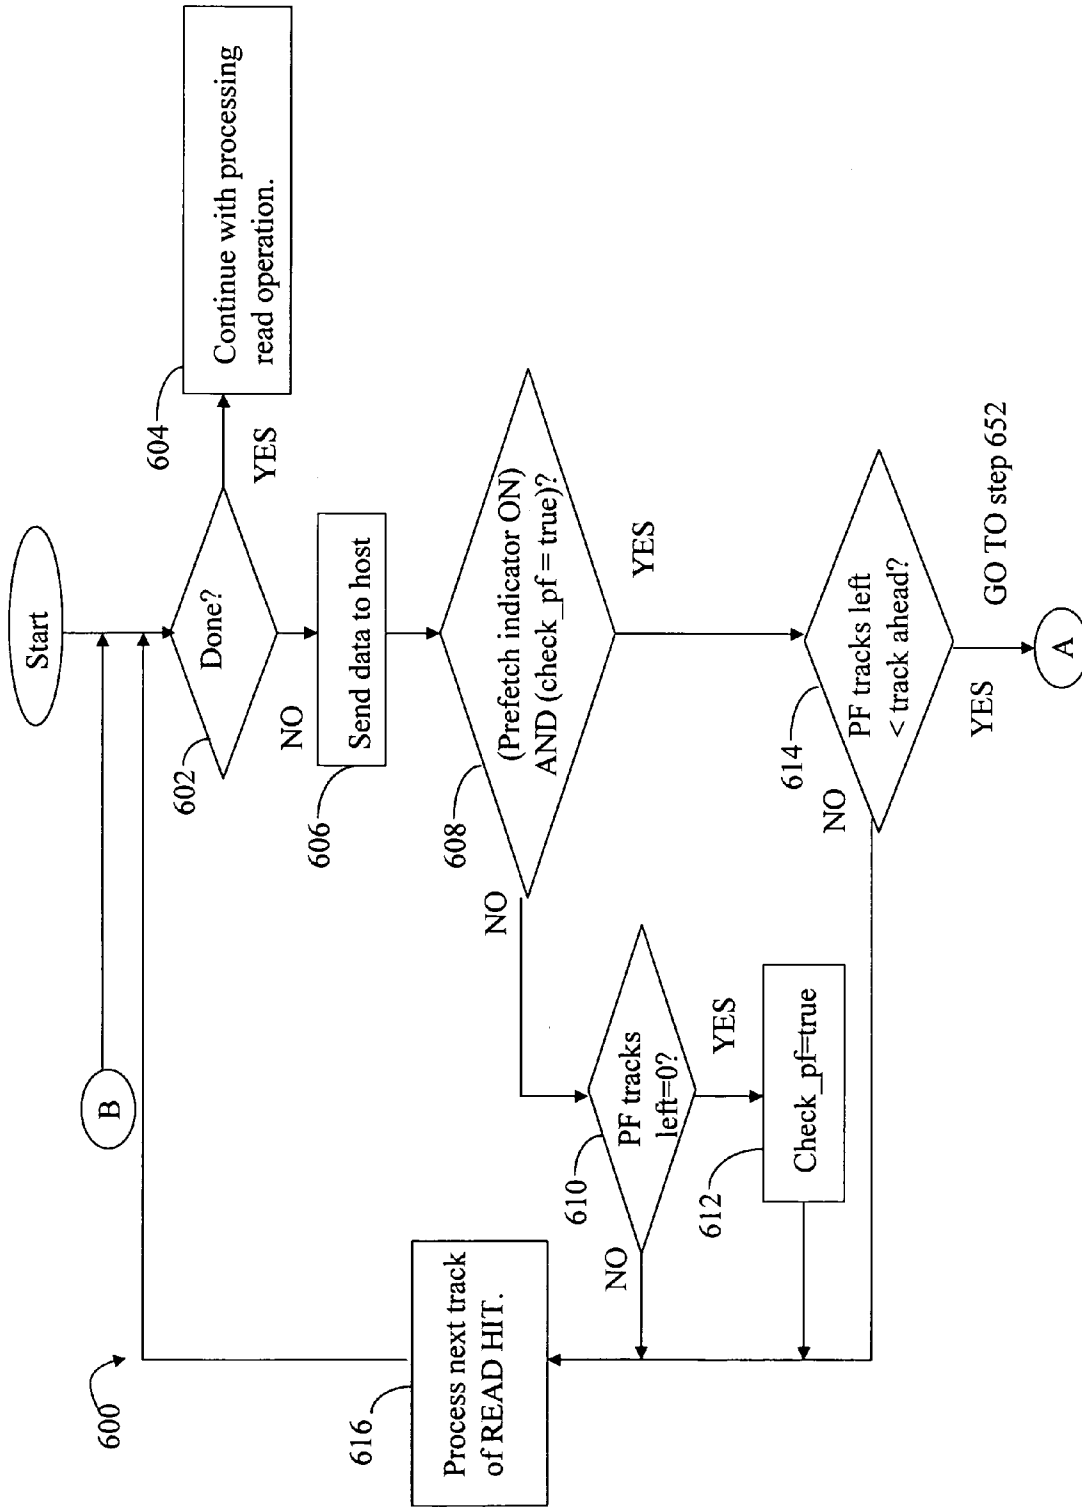 Start
B
600
Done?
602
YES
604
Continue with processing
read operation.
NO
606
Send data to host
608
(Prefetch indicator ON)
AND (check_pf = true)?
NO
YES
610
PF tracks
left=0?
NO
YES
612
Check_pf=true
614
PF tracks left
< track ahead?
NO
YES
GO TO step 652
A
616
Process next track
of READ HIT.